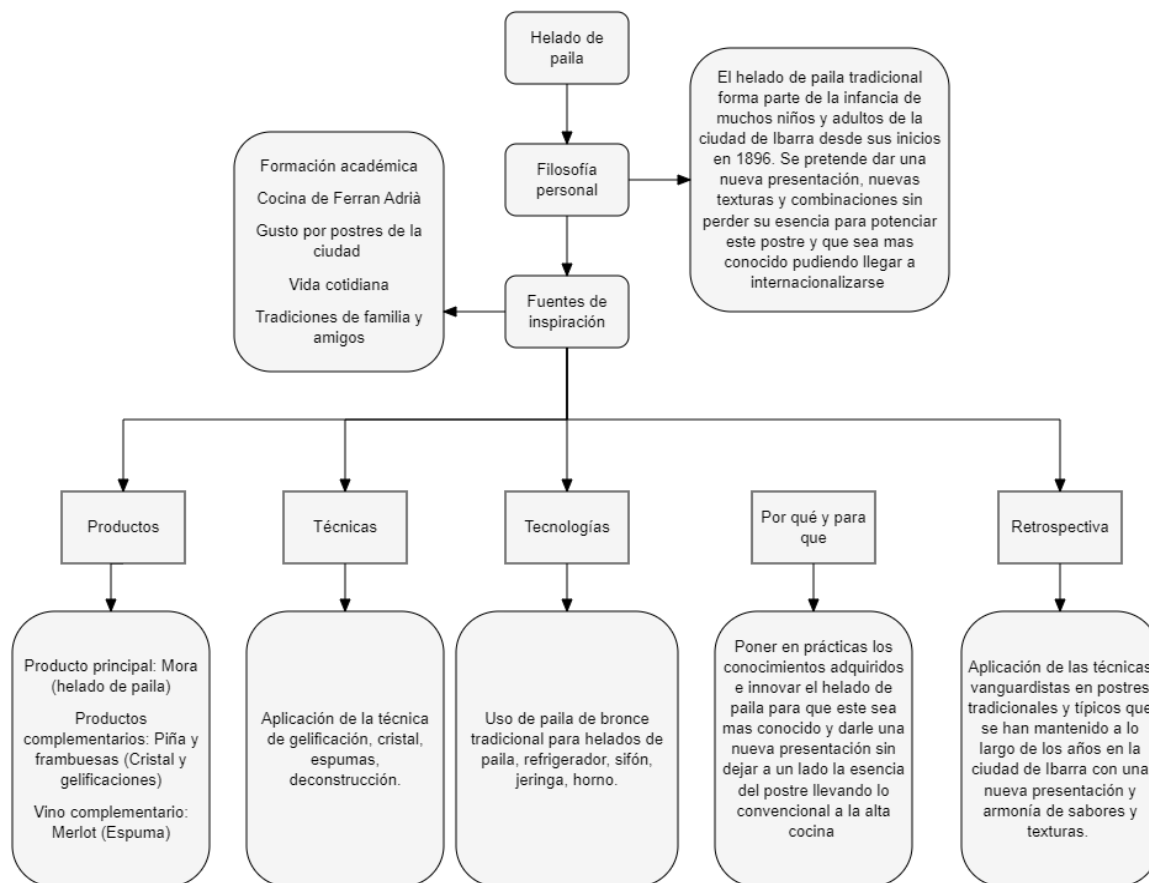 Helado de
paila
El helado de paila tradicional
forma parte de la infancia de
muchos niños y adultos de la
ciudad de Ibarra desde sus inicios
en 1896. Se pretende dar una
nueva presentación, nuevas
texturas y combinaciones sin
perder su esencia para potenciar
este postre y que sea mas
conocido pudiendo llegar a
internacionalizarse
Filosofía
personal
Formación académica
Cocina de Ferran Adrià
Gusto por postres de la
ciudad
Vida cotidiana
Tradiciones de familia y
amigos
Fuentes de
inspiración
Productos
Técnicas
Tecnologías
Por qué y para
que
Retrospectiva
Producto principal: Mora
(helado de paila)
Productos
complementarios: Piña y
frambuesas (Cristal y
gelificaciones)
Vino complementario:
Merlot (Espuma)
Aplicación de la técnica
de gelificación, cristal,
espumas,
deconstrucción.
Uso de paila de bronce
tradicional para helados de
paila, refrigerador, sifón,
jeringa, horno.
Poner en prácticas los
conocimientos adquiridos
e innovar el helado de
paila para que este sea
mas conocido y darle una
nueva presentación sin
dejar a un lado la esencia
del postre llevando lo
convencional a la alta
cocina
Aplicación de las técnicas
vanguardistas en postres
tradicionales y típicos que
se han mantenido a lo
largo de los años en la
ciudad de Ibarra con una
nueva presentación y
armonía de sabores y
texturas.